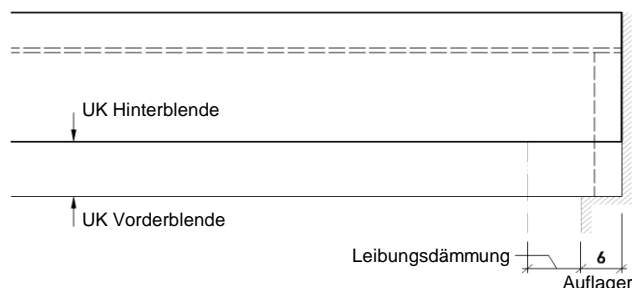 UK Hinterblende
UK Vorderblende
Leibungsdämmung
6
Auflager